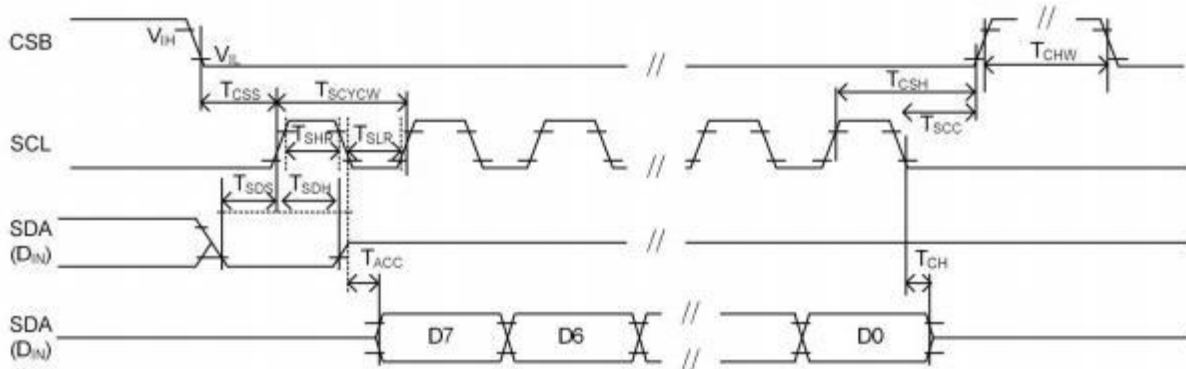 CSB
VIH
VIL
//
//
TCHW
TCSS
TSCYCW
TCSH
TSCC
SCL
TSHR
TSLR
//
TSDS
TSDH
SDA
(DIN)
//
TACC
TCH
SDA
(DIN)
D7
D6
//
//
D0